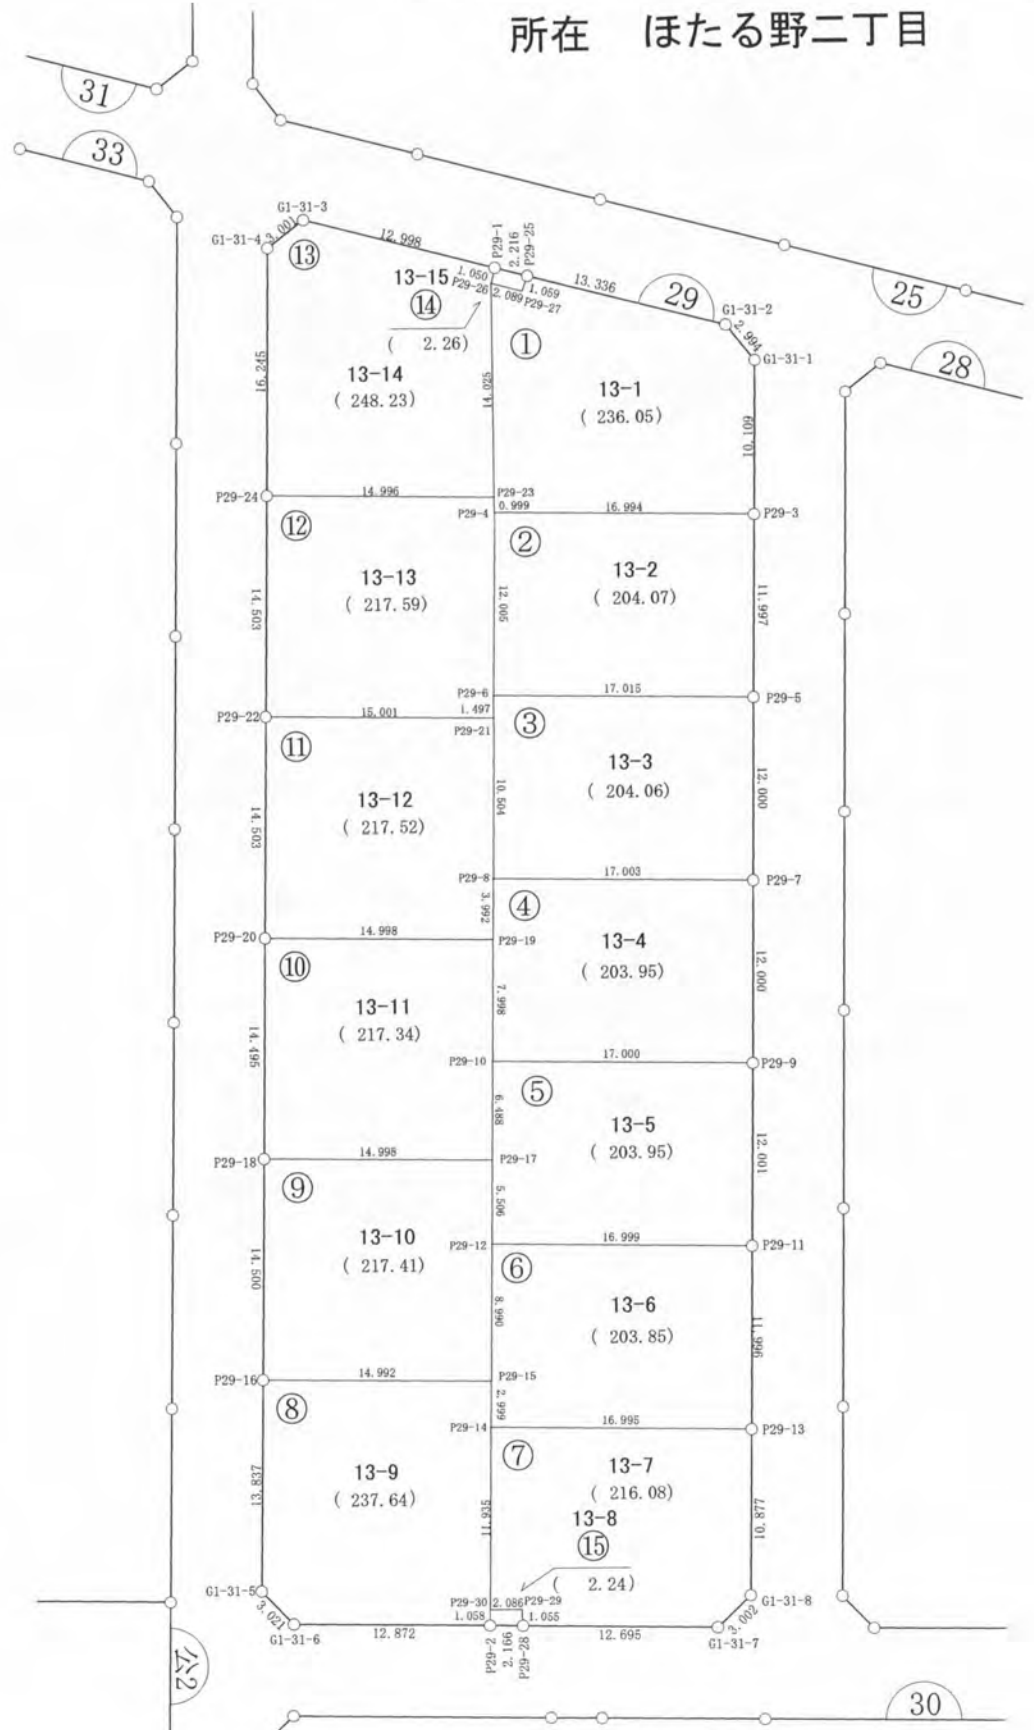 所在　ほたる野二丁目
31
33
25
28
29
G1-31-3
G1-31-4
3.001
⑬
12.998
P29-1
2.216
P29-25
13-15
1.050
P29-26
2.089
P29-27
1.059
13.336
G1-31-2
2.994
G1-31-1
⑭
( 2.26)
①
16.245
13-14
( 248.23)
14.025
13-1
( 236.05)
10.109
P29-24
14.996
P29-23
P29-4
0.999
16.994
P29-3
⑫
②
14.503
13-13
( 217.59)
12.005
13-2
( 204.07)
11.997
P29-6
17.015
P29-5
P29-22
15.001
1.497
P29-21
③
⑪
13-3
( 204.06)
12.000
13-12
( 217.52)
14.503
10.504
P29-8
17.003
P29-7
3.992
④
P29-20
14.998
P29-19
13-4
( 203.95)
12.000
⑩
13-11
( 217.34)
14.495
7.998
P29-10
17.000
P29-9
⑤
6.488
13-5
( 203.95)
12.001
P29-18
14.998
P29-17
⑨
5.506
13-10
( 217.41)
14.500
P29-12
16.999
P29-11
⑥
8.990
13-6
( 203.85)
11.996
P29-16
14.992
P29-15
2.999
⑧
P29-14
16.995
P29-13
⑦
13-9
( 237.64)
13.837
11.935
13-7
( 216.08)
10.877
13-8
⑮
( 2.24)
G1-31-5
3.021
G1-31-6
12.872
P29-30
2.086
P29-29
1.058
1.055
P29-2
2.166
P29-28
12.695
G1-31-7
3.002
G1-31-8
公2
30